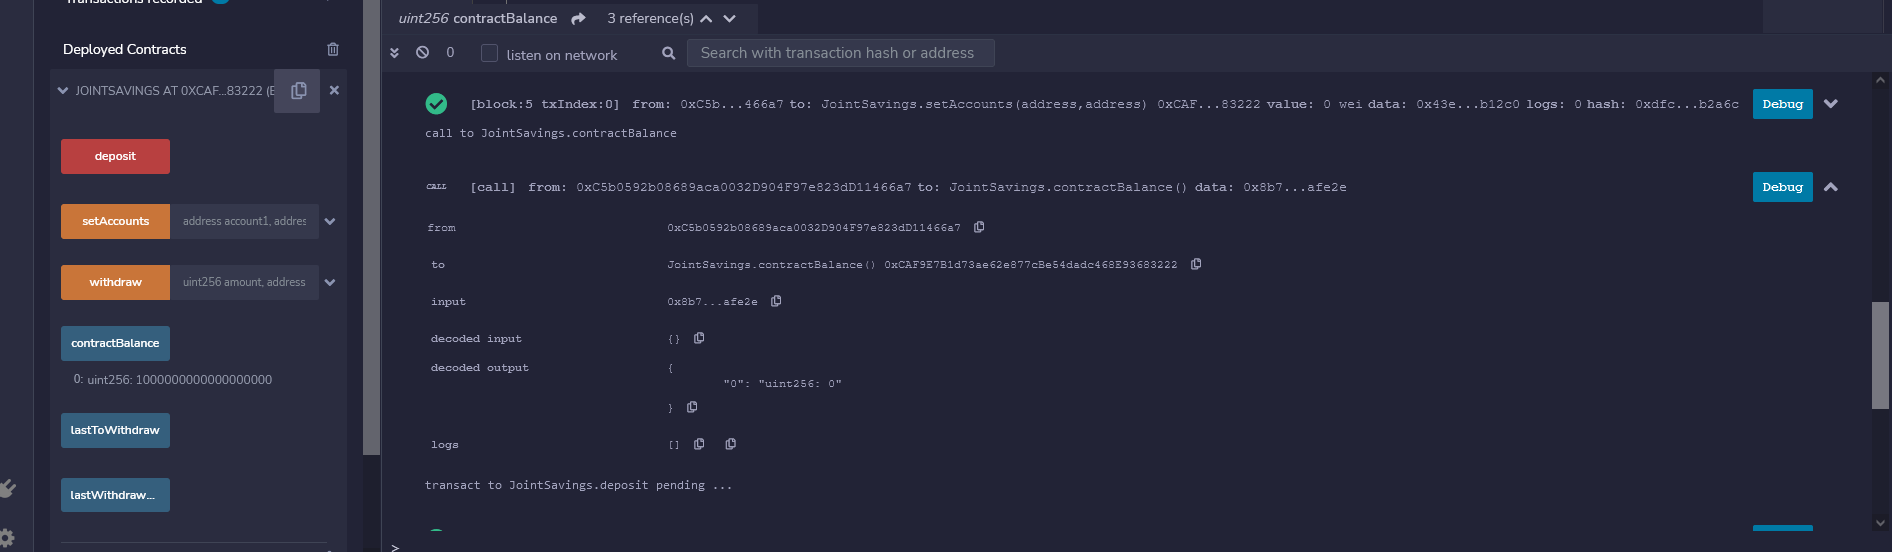 Transactions recorded
Deployed Contracts
JOINTSAVINGS AT 0XCAF...83222 (E
deposit
setAccounts address account1, addres
withdraw uint256 amount, address
contractBalance
0: uint256: 1000000000000000000
lastToWithdraw
lastWithdraw...
uint256 contractBalance 3 reference(s)
0 listen on network Search with transaction hash or address
[block:5 txIndex:0] from: 0xC5b...466a7 to: JointSavings.setAccounts(address,address) 0xCAF...83222 value: 0 wei data: 0x43e...b12c0 logs: 0 hash: 0xdfc...b2a6c Debug
call to JointSavings.contractBalance
CALL [call] from: 0xC5b0592b08689aca0032D904F97e823dD11466a7 to: JointSavings.contractBalance() data: 0x8b7...afe2e Debug
from 0xC5b0592b08689aca0032D904F97e823dD11466a7
to JointSavings.contractBalance() 0xCAF9E7B1d73ae62e877cBe54dadc468E93683222
input 0x8b7...afe2e
decoded input {}
decoded output {
"0": "uint256: 0"
}
logs []
transact to JointSavings.deposit pending ...
>